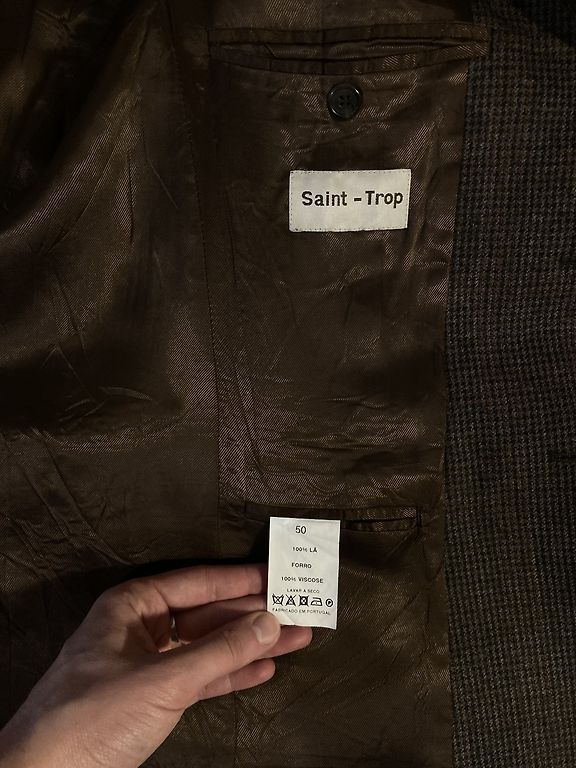 Saint - Trop
50
100% LÃ
FORRO
100% VISCOSE
LAVAR A SECO
FABRICADO EM PORTUGAL